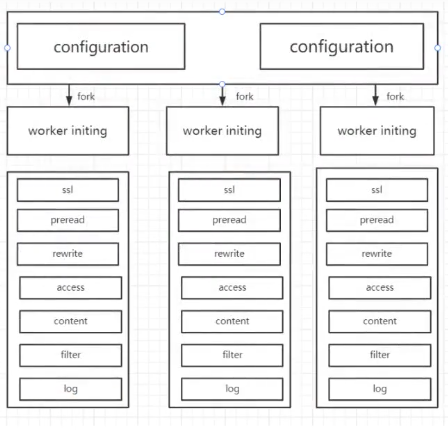 configuration
configuration
fork
fork
fork
worker initing
worker initing
worker initing
ssl
preread
rewrite
access
content
filter
log
ssl
preread
rewrite
access
content
filter
log
ssl
preread
rewrite
access
content
filter
log